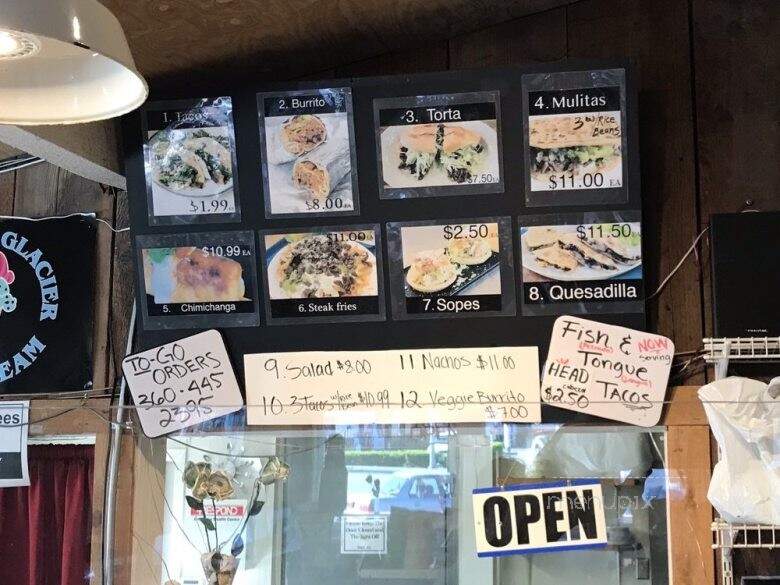 1. Tacos
$1.99
2. Burrito
$8.00 EA
3. Torta
$7.50
4. Mulitas
3 w/Rice
Beans
$11.00 EA
$10.99 EA
5. Chimichanga
$11.00
6. Steak fries
$2.50
7. Sopes
$11.50
8. Quesadilla
GLACIER
EAM
TO-GO
ORDERS
360-445
2395
9. Salad $8.00
11 Nachos $11.00
10. 3 Tacos $10.99
12 Veggie Burrito
$7.00
Fish & NOW
Serving
Tongue
HEAD
TACOS
$2.50
ees
OPEN
menupix